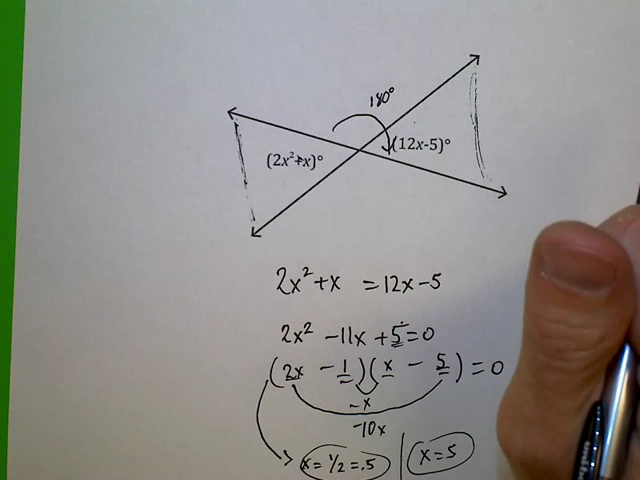 180°
(2x²+x)°
(12x-5)°
2x² + x = 12x - 5
2x² - 11x + 5 = 0
(2x - 1)(x - 5) = 0
-x
-10x
x = 1/2 = .5 | x = 5